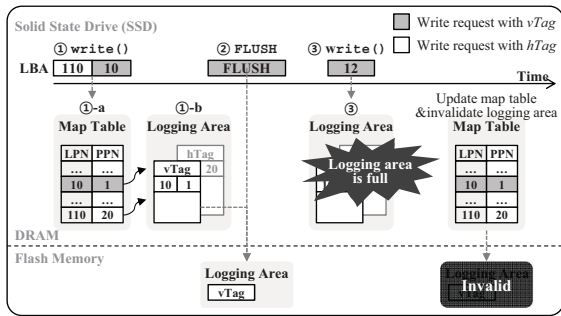 Solid State Drive (SSD)
Write request with vTag
Write request with hTag
① write()
② FLUSH
③ write()
LBA
110
10
FLUSH
12
Time
①-a
Map Table
LPN PPN
... ...
10 1
... ...
110 20
①-b
Logging Area
hTag
20
vTag
10 1
③
Logging Area
Logging area
is full
Update map table
&invalidate logging area
Map Table
LPN PPN
... ...
10 1
... ...
110 20
DRAM
Flash Memory
Logging Area
vTag
Logging Area
Invalid
vTag